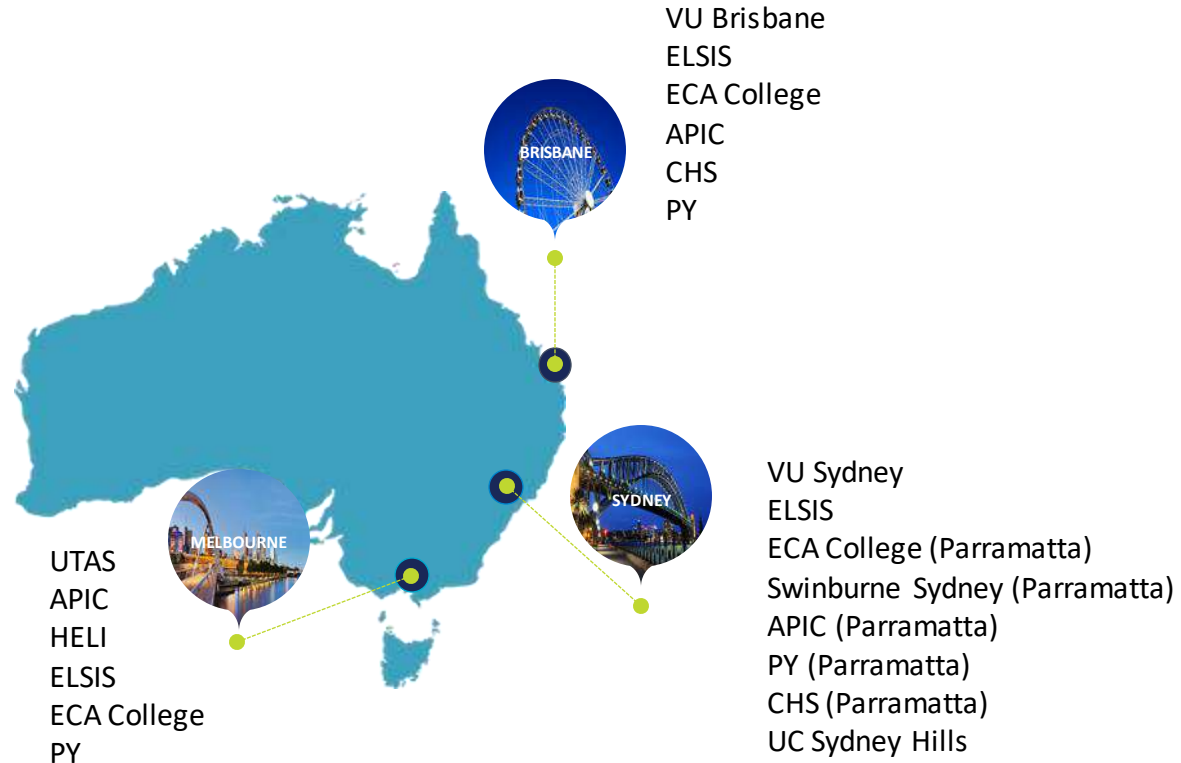 VU Brisbane
ELSIS
ECA College
APIC
CHS
PY
BRISBANE
SYDNEY
VU Sydney
ELSIS
ECA College (Parramatta)
Swinburne Sydney (Parramatta)
APIC (Parramatta)
PY (Parramatta)
CHS (Parramatta)
UC Sydney Hills
MELBOURNE
UTAS
APIC
HELI
ELSIS
ECA College
PY